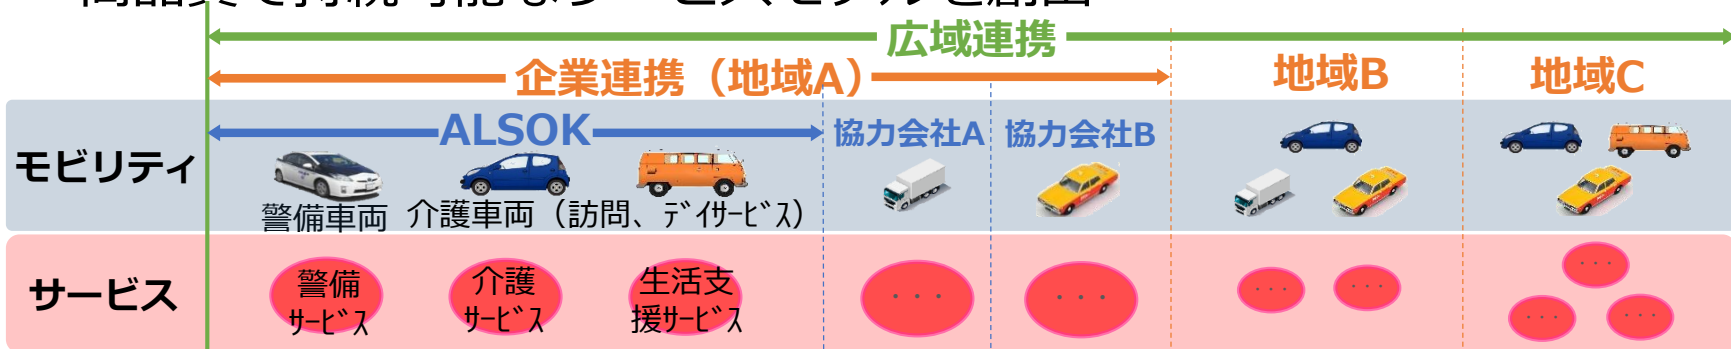 広域連携
企業連携（地域A） 地域B 地域C
ALSOK 協力会社A 協力会社B
モビリティ
警備車両 介護車両（訪問、ﾃﾞｲｻｰﾋﾞｽ）
サービス
警備
ｻｰﾋﾞｽ
介護
ｻｰﾋﾞｽ
生活支
援ｻｰﾋﾞｽ
・・・
・・・
・・・
・・・
・・・
・・・
・・・